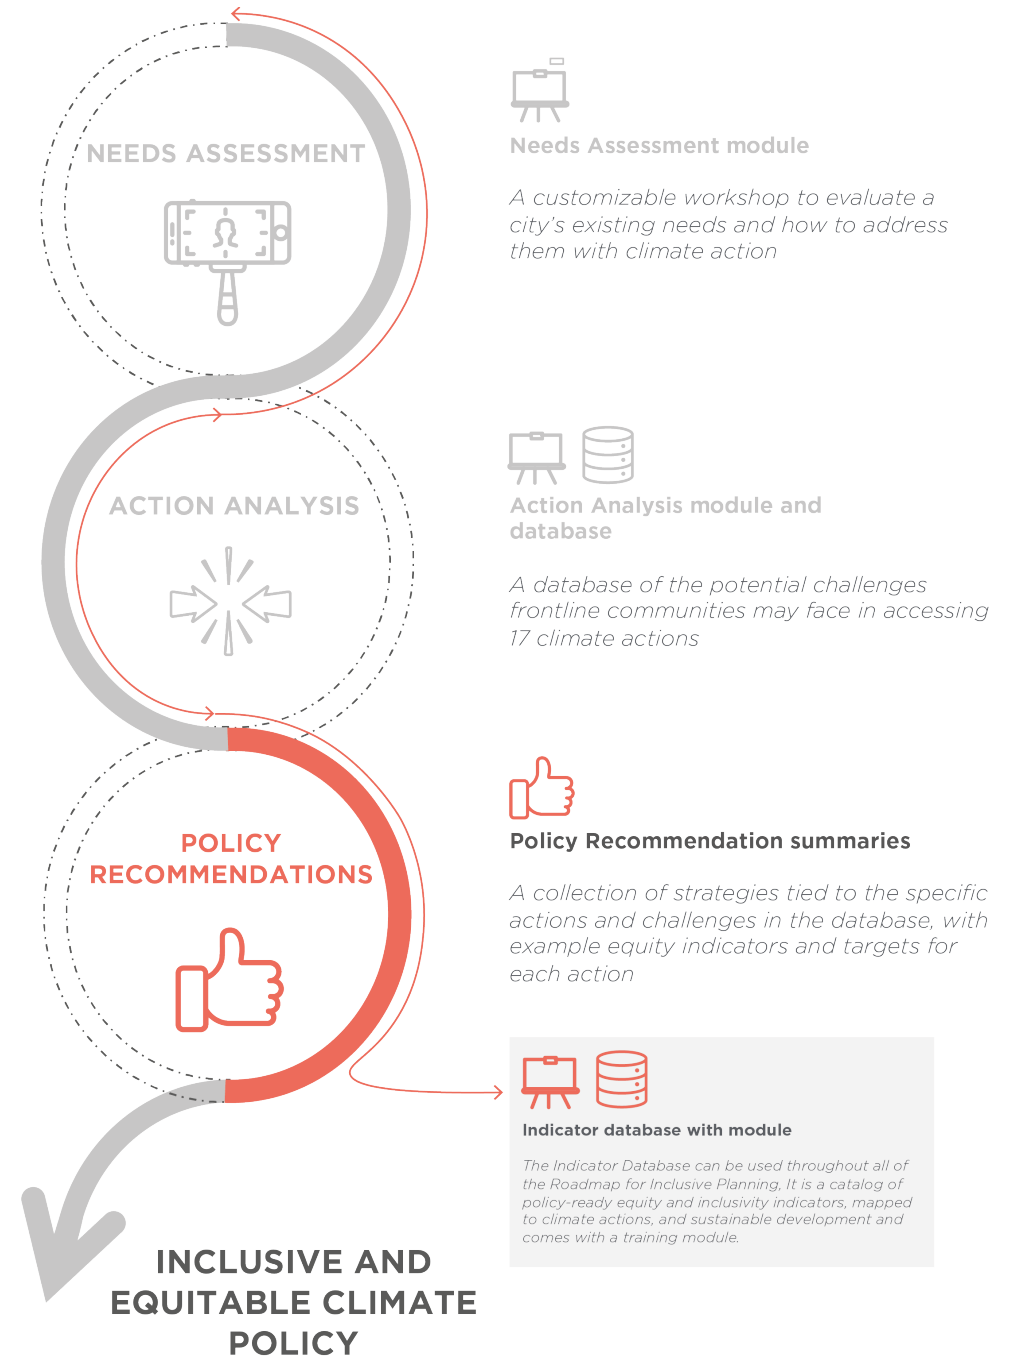 NEEDS ASSESSMENT
Needs Assessment module
A customizable workshop to evaluate a
city’s existing needs and how to address
them with climate action
ACTION ANALYSIS
Action Analysis module and
database
A database of the potential challenges
frontline communities may face in accessing
17 climate actions
POLICY
RECOMMENDATIONS
Policy Recommendation summaries
A collection of strategies tied to the specific
actions and challenges in the database, with
example equity indicators and targets for
each action
Indicator database with module
The Indicator Database can be used throughout all of
the Roadmap for Inclusive Planning, It is a catalog of
policy-ready equity and inclusivity indicators, mapped
to climate actions, and sustainable development and
comes with a training module.
INCLUSIVE AND
EQUITABLE CLIMATE
POLICY